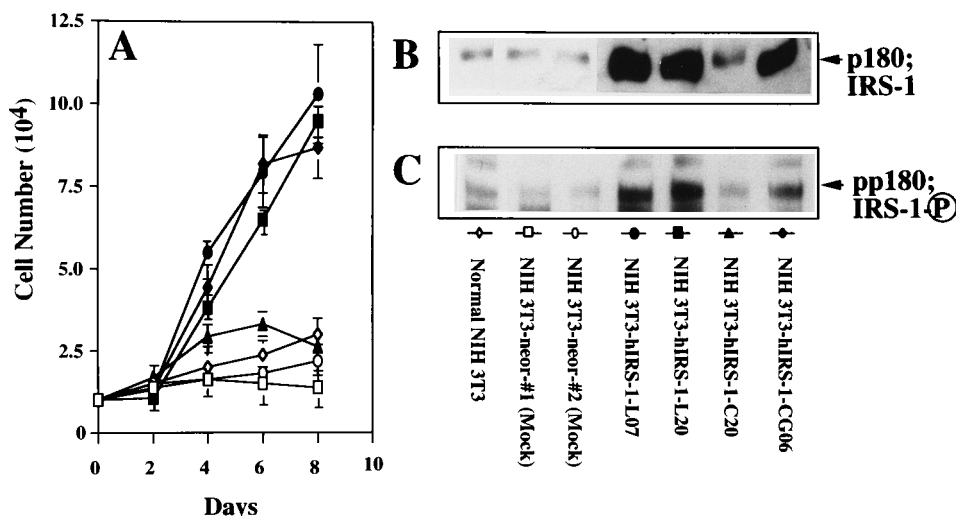 A
12.5
10.0
7.5
5.0
2.5
0
Cell Number (10⁴)
0 2 4 6 8 10
Days
B
p180;
IRS-1
C
pp180;
IRS-1-P
Normal NIH 3T3
NIH 3T3-neor-#1 (Mock)
NIH 3T3-neor-#2 (Mock)
NIH 3T3-hIRS-1-L07
NIH 3T3-hIRS-1-L20
NIH 3T3-hIRS-1-C20
NIH 3T3-hIRS-1-CG06